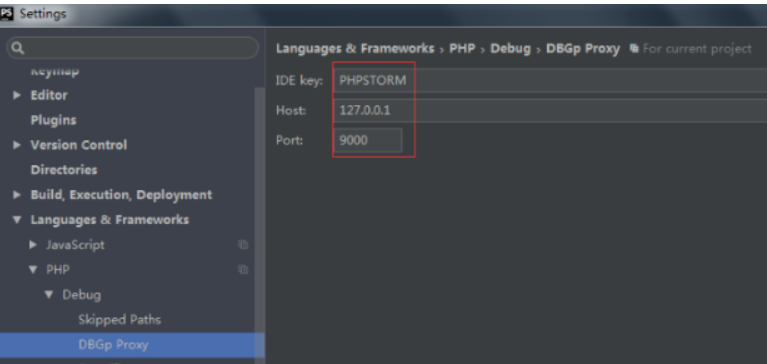 PS Settings
Languages & Frameworks › PHP › Debug › DBGp Proxy For current project
Keymap
Editor
Plugins
Version Control
Directories
Build, Execution, Deployment
Languages & Frameworks
JavaScript
PHP
Debug
Skipped Paths
DBGp Proxy
IDE key: PHPSTORM
Host: 127.0.0.1
Port: 9000